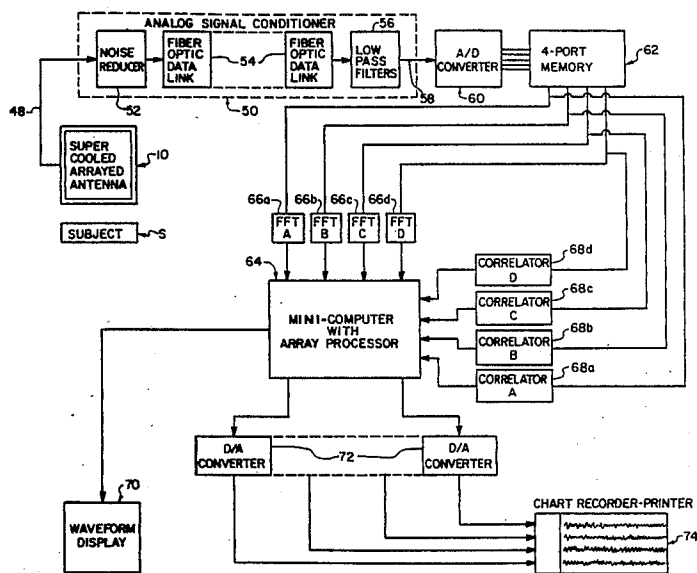 ANALOG SIGNAL CONDITIONER
56
NOISE
REDUCER
FIBER
OPTIC
DATA
LINK
54
FIBER
OPTIC
DATA
LINK
LOW
PASS
FILTERS
A/D
CONVERTER
4-PORT
MEMORY
62
48
52
50
58
60
SUPER
COOLED
ARRAYED
ANTENNA
10
SUBJECT
S
66a
66b
66c
66d
FFT
A
FFT
B
FFT
C
FFT
D
64
MINI-COMPUTER
WITH
ARRAY PROCESSOR
68d
CORRELATOR
D
68c
CORRELATOR
C
68b
CORRELATOR
B
68a
CORRELATOR
A
D/A
CONVERTER
72
D/A
CONVERTER
70
WAVEFORM
DISPLAY
CHART RECORDER-PRINTER
74